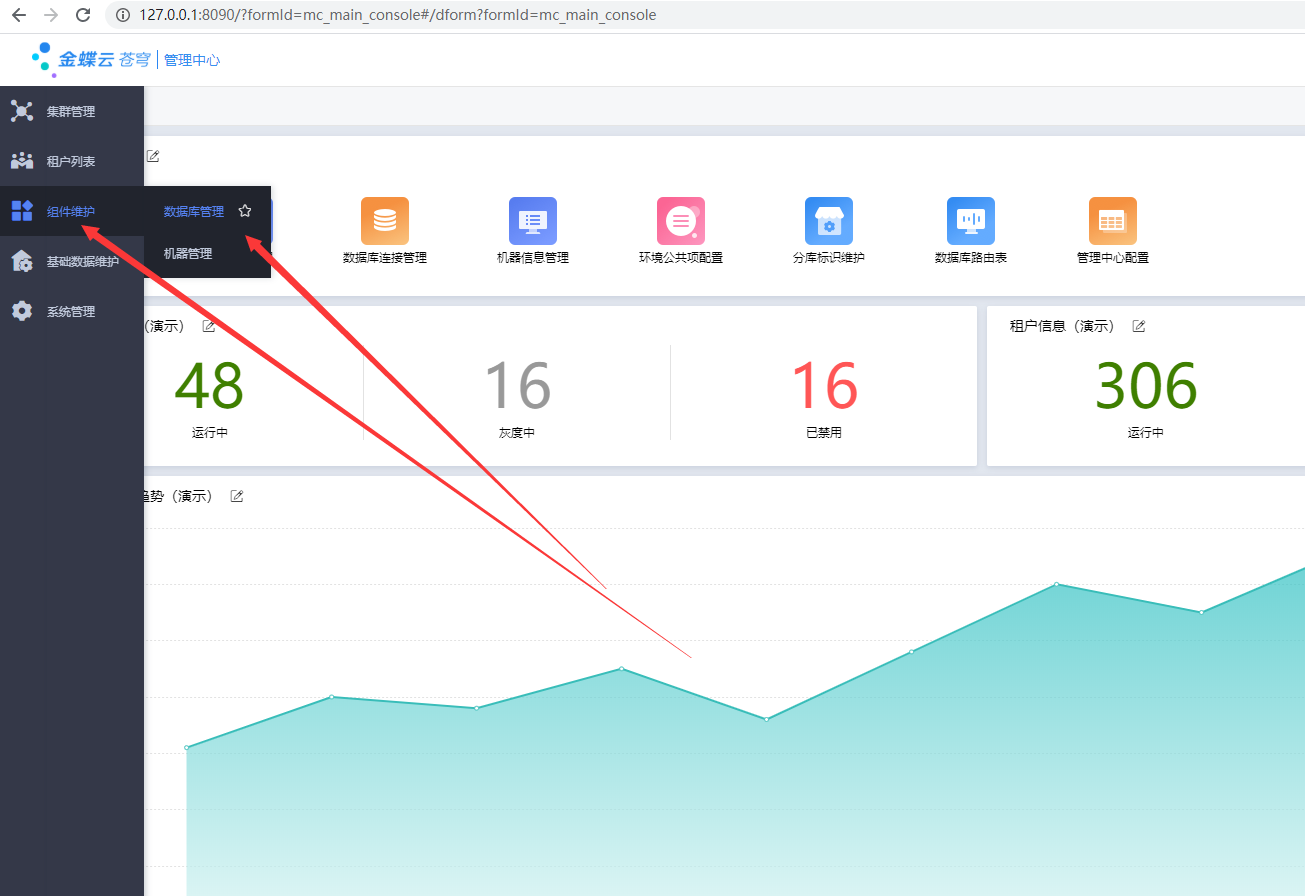 127.0.0.1:8090/?formId=mc_main_console#/dform?formId=mc_main_console
金蝶云 苍穹 管理中心
集群管理
租户列表
组件维护
数据库管理
机器管理
基础数据维护
系统管理
数据库连接管理
机器信息管理
环境公共项配置
分库标识维护
数据库路由表
管理中心配置
(演示)
48
运行中
16
灰度中
16
已禁用
租户信息（演示）
306
运行中
趋势（演示）